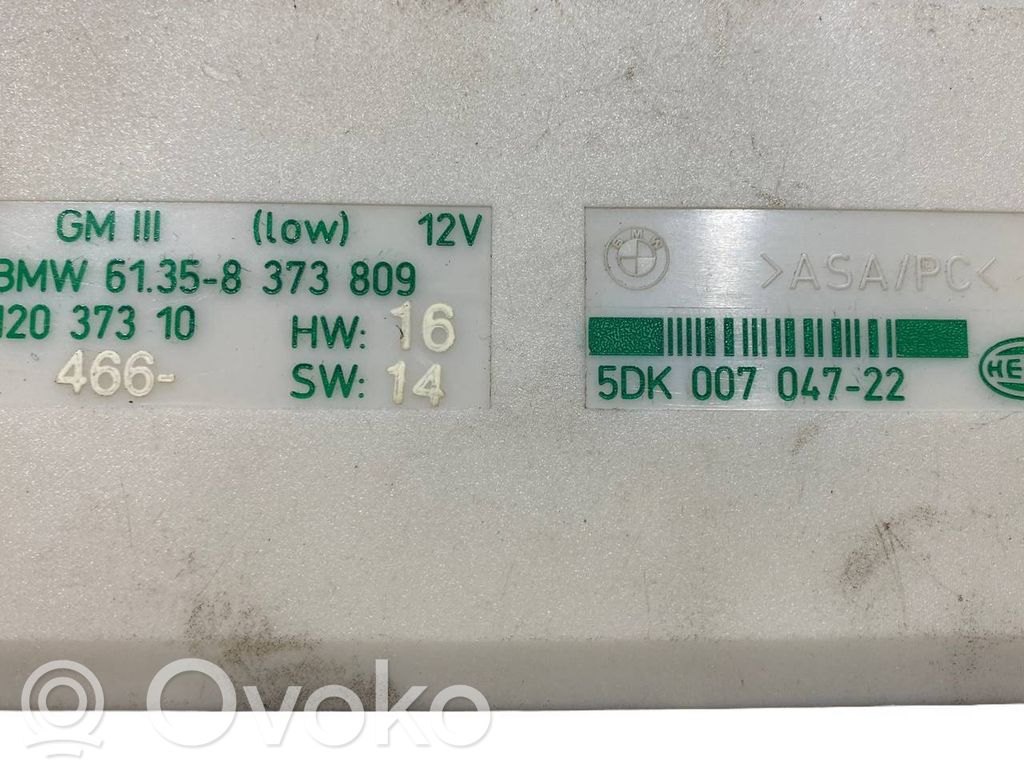 GM III (low) 12V
BMW 61.35-8 373 809
120 373 10 HW: 16
466- SW: 14
BMW
>ASA/PC<
5DK 007 047-22
Ovoko